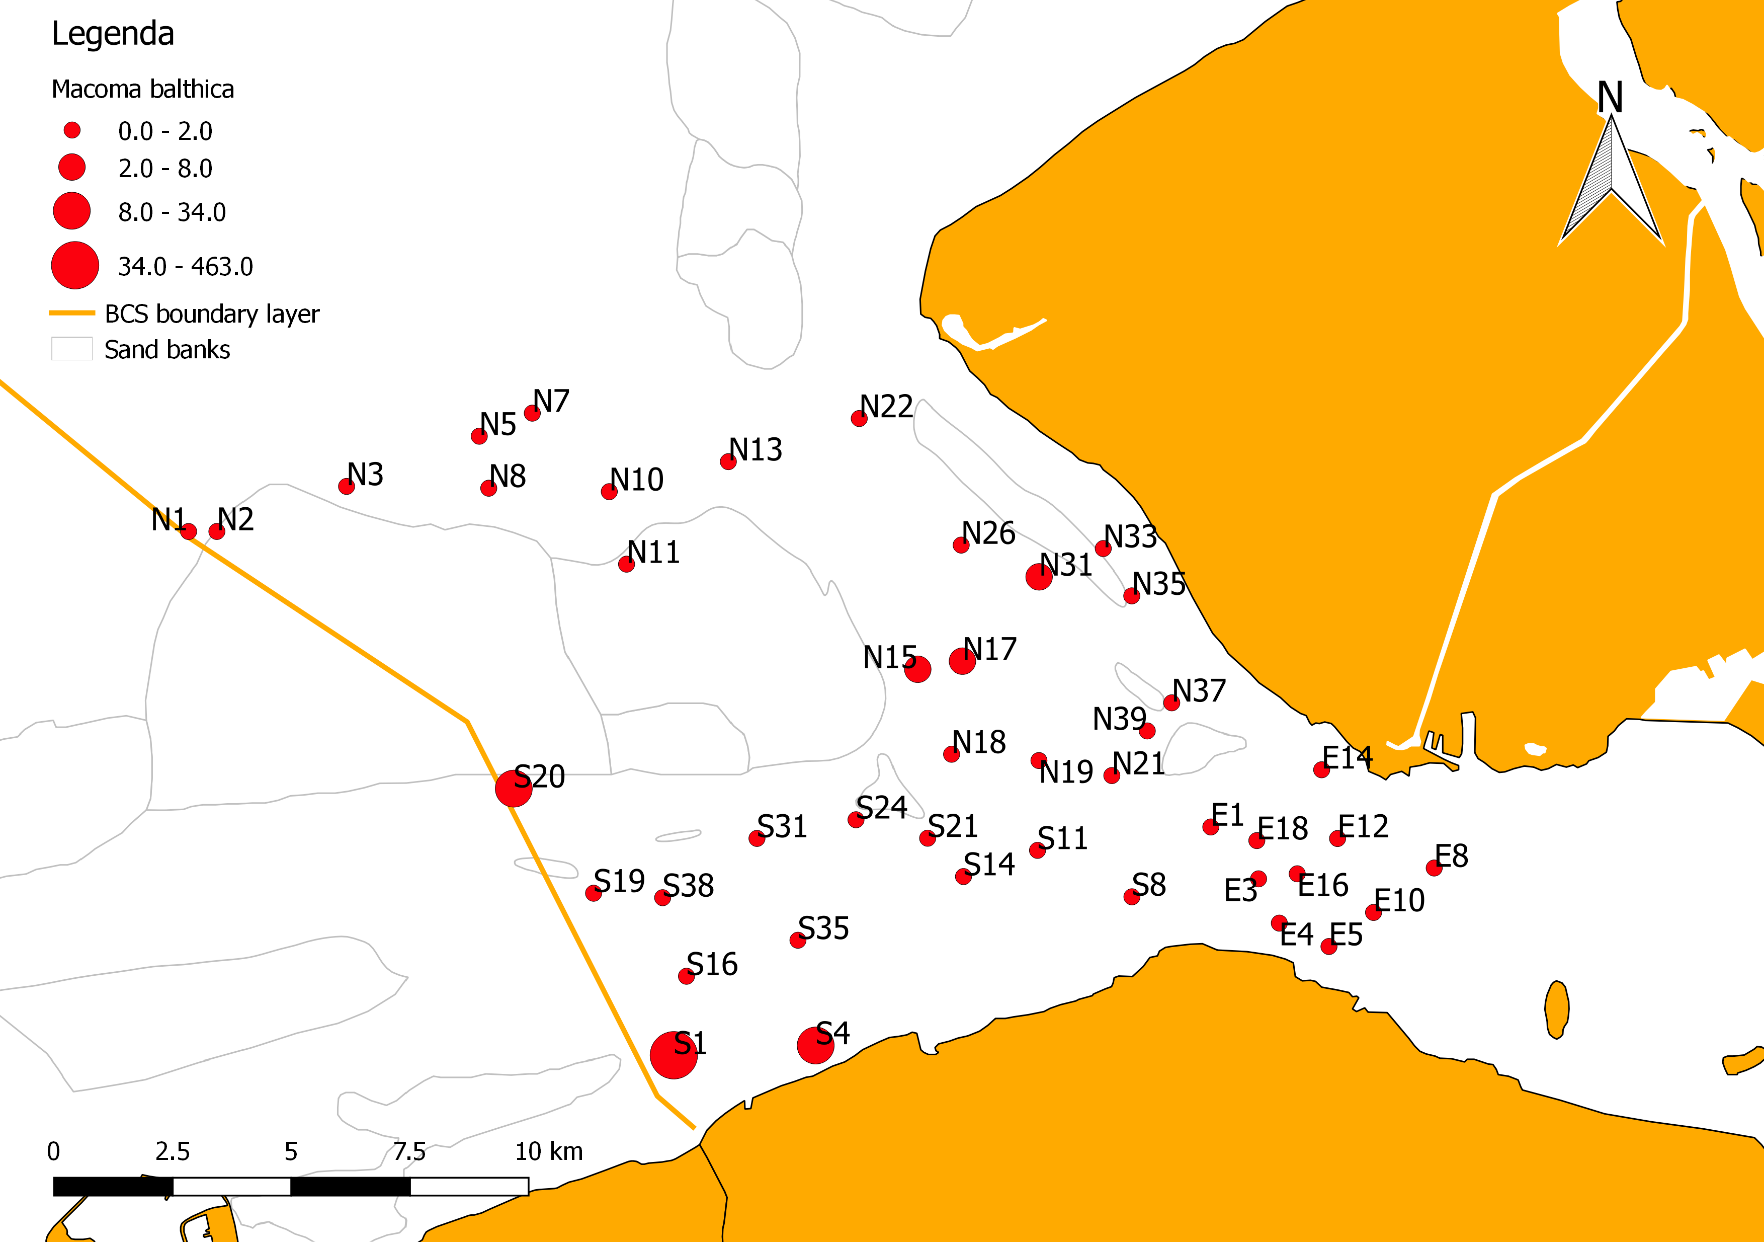 Legenda
Macoma balthica
0.0 - 2.0
2.0 - 8.0
8.0 - 34.0
34.0 - 463.0
BCS boundary layer
Sand banks
N
N7
N5
N22
N13
N3
N8
N10
N1
N2
N26
N33
N11
N31
N35
N15
N17
N37
N39
N18
N19
N21
E14
S20
S24
S31
S21
S11
E1
E18
E12
S14
E8
S19
S38
S8
E3
E16
E10
S35
E4
E5
S16
S1
S4
0 2.5 5 7.5 10 km